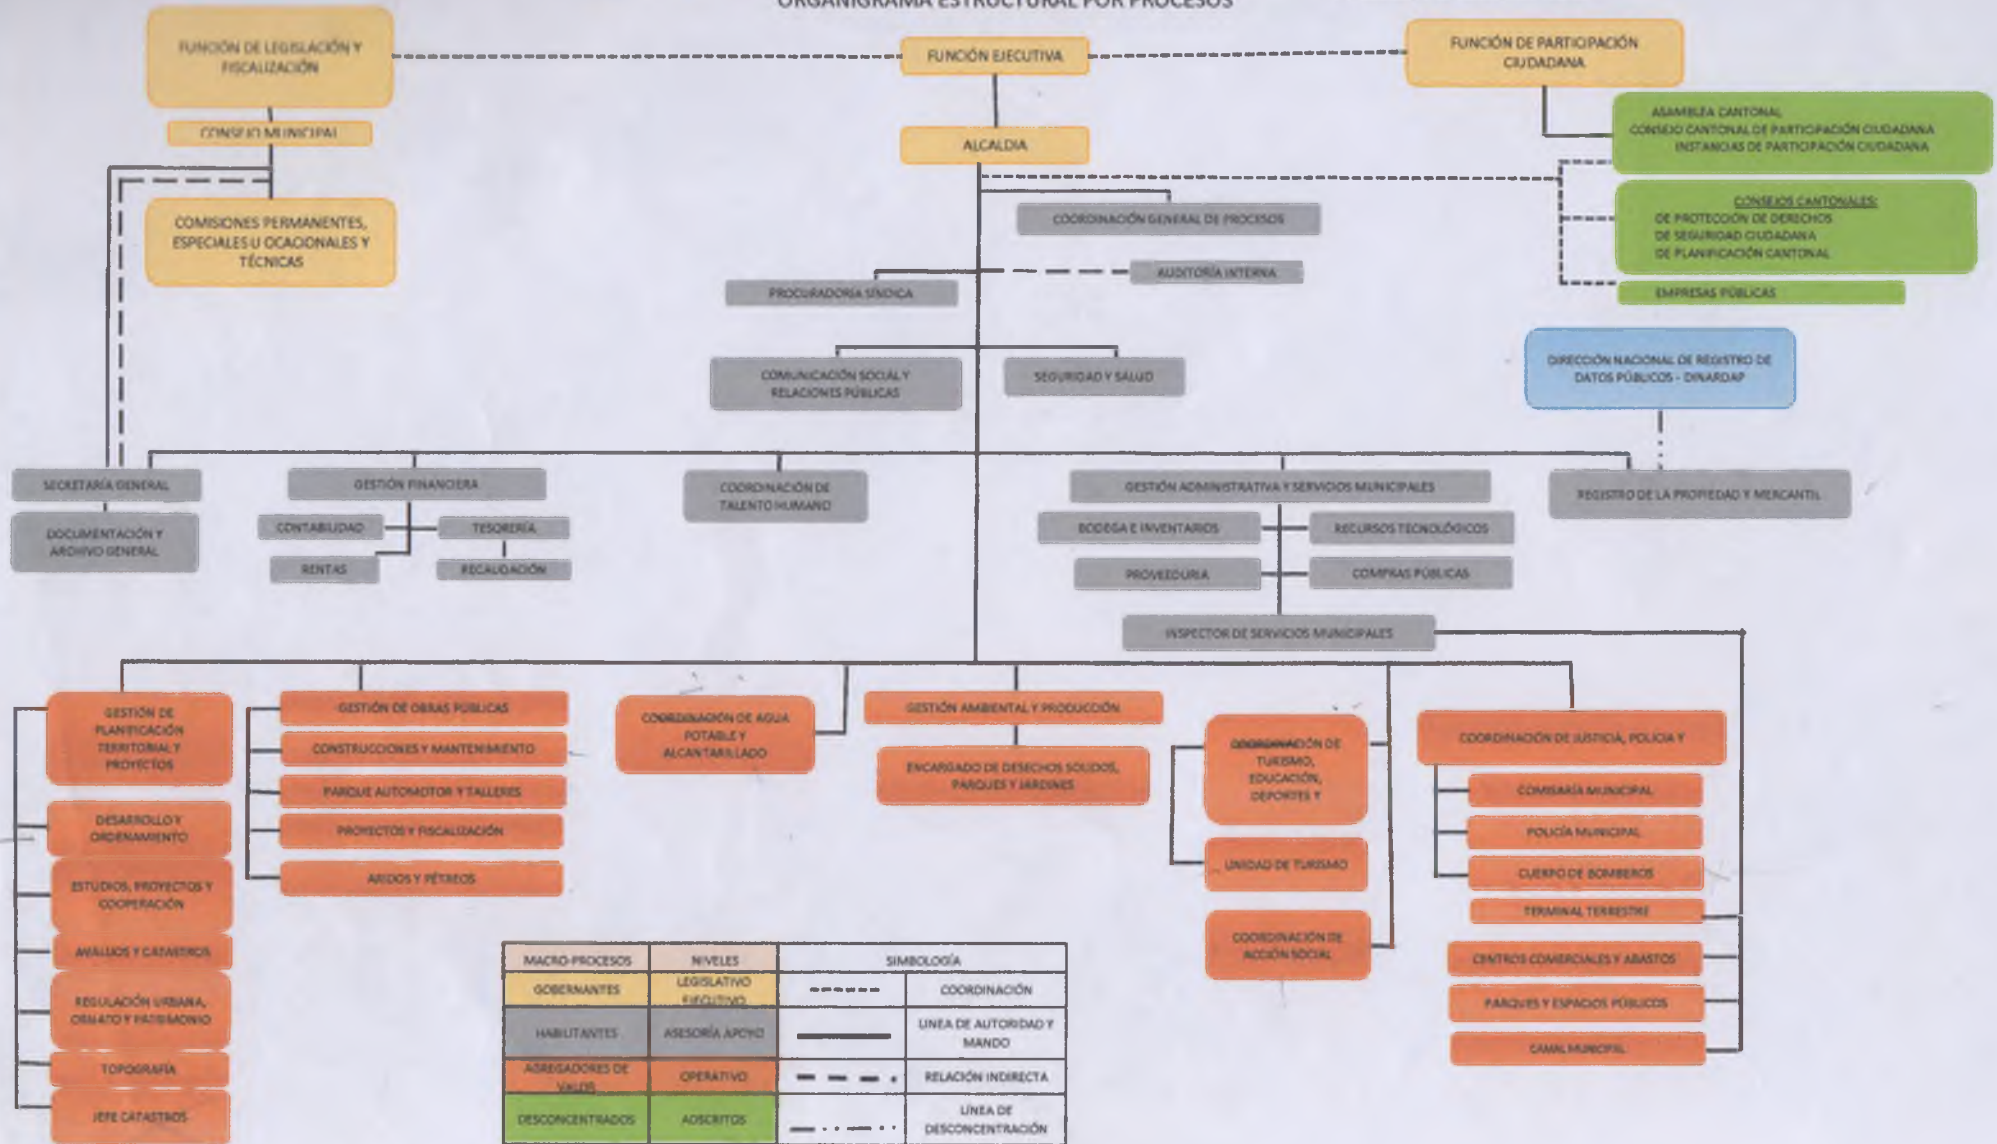 ORGANIGRAMA ESTRUCTURAL POR PROCESOS
FUNCIÓN DE LEGISLACIÓN Y
FISCALIZACIÓN
FUNCIÓN EJECUTIVA
FUNCIÓN DE PARTICIPACIÓN
CIUDADANA
CONSEJO MUNICIPAL
ALCALDIA
ASAMBLEA CANTONAL
CONSEJO CANTONAL DE PARTICIPACIÓN CIUDADANA
INSTANCIAS DE PARTICIPACIÓN CIUDADANA
COMISIONES PERMANENTES,
ESPECIALES U OCACIONALES Y
TÉCNICAS
COORDINACIÓN GENERAL DE PROCESOS
CONSEJOS CANTONALES:
DE PROTECCIÓN DE DERECHOS
DE SEGURIDAD CIUDADANA
DE PLANIFICACIÓN CANTONAL
AUDITORÍA INTERNA
PROCURADORÍA SÍNDICA
EMPRESAS PÚBLICAS
COMUNICACIÓN SOCIAL Y
RELACIONES PÚBLICAS
SEGURIDAD Y SALUD
DIRECCIÓN NACIONAL DE REGISTRO DE
DATOS PÚBLICOS - DINARDAP
SECRETARÍA GENERAL
GESTIÓN FINANCIERA
COORDINACIÓN DE
TALENTO HUMANO
GESTIÓN ADMINISTRATIVA Y SERVICIOS MUNICIPALES
REGISTRO DE LA PROPIEDAD Y MERCANTIL
DOCUMENTACIÓN Y
ARCHIVO GENERAL
CONTABILIDAD
TESORERÍA
RENTAS
RECAUDACIÓN
BODEGA E INVENTARIOS
RECURSOS TECNOLÓGICOS
PROVEEDURIA
COMPRAS PÚBLICAS
INSPECTOR DE SERVICIOS MUNICIPALES
GESTIÓN DE
PLANIFICACIÓN
TERRITORIAL Y
PROYECTOS
DESARROLLO Y
ORDENAMIENTO
ESTUDIOS, PROYECTOS Y
COOPERACIÓN
AVALUOS Y CATASTROS
REGULACIÓN URBANA,
ORNATO Y PATRIMONIO
TOPOGRAFÍA
JEFE CATASTROS
GESTIÓN DE OBRAS PÚBLICAS
CONSTRUCCIONES Y MANTENIMIENTO
PARQUE AUTOMOTOR Y TALLERES
PROYECTOS Y FISCALIZACIÓN
ARIDOS Y PÉTREOS
COORDINACIÓN DE AGUA
POTABLE Y
ALCANTARILLADO
GESTIÓN AMBIENTAL Y PRODUCCIÓN
ENCARGADO DE DESECHOS SOLIDOS,
PARQUES Y JARDINES
COORDINACIÓN DE
TURISMO,
EDUCACIÓN,
DEPORTES Y
UNIDAD DE TURISMO
COORDINACIÓN DE
ACCIÓN SOCIAL
COORDINACIÓN DE JUSTICIA, POLICIA Y
COMISARÍA MUNICIPAL
POLICÍA MUNICIPAL
CUERPO DE BOMBEROS
TERMINAL TERRESTRE
CENTROS COMERCIALES Y ABASTOS
PARQUES Y ESPACIOS PÚBLICOS
CAMAL MUNICIPAL
MACRO-PROCESOS NIVELES SIMBOLOGÍA
GOBERNANTES
LEGISLATIVO
EJECUTIVO
COORDINACIÓN
HABILITANTES
ASESORÍA APOYO
LINEA DE AUTORIDAD Y
MANDO
AGREGADORES DE
VALOR
OPERATIVO
RELACIÓN INDIRECTA
DESCONCENTRADOS
ADSCRITOS
LÍNEA DE
DESCONCENTRACIÓN